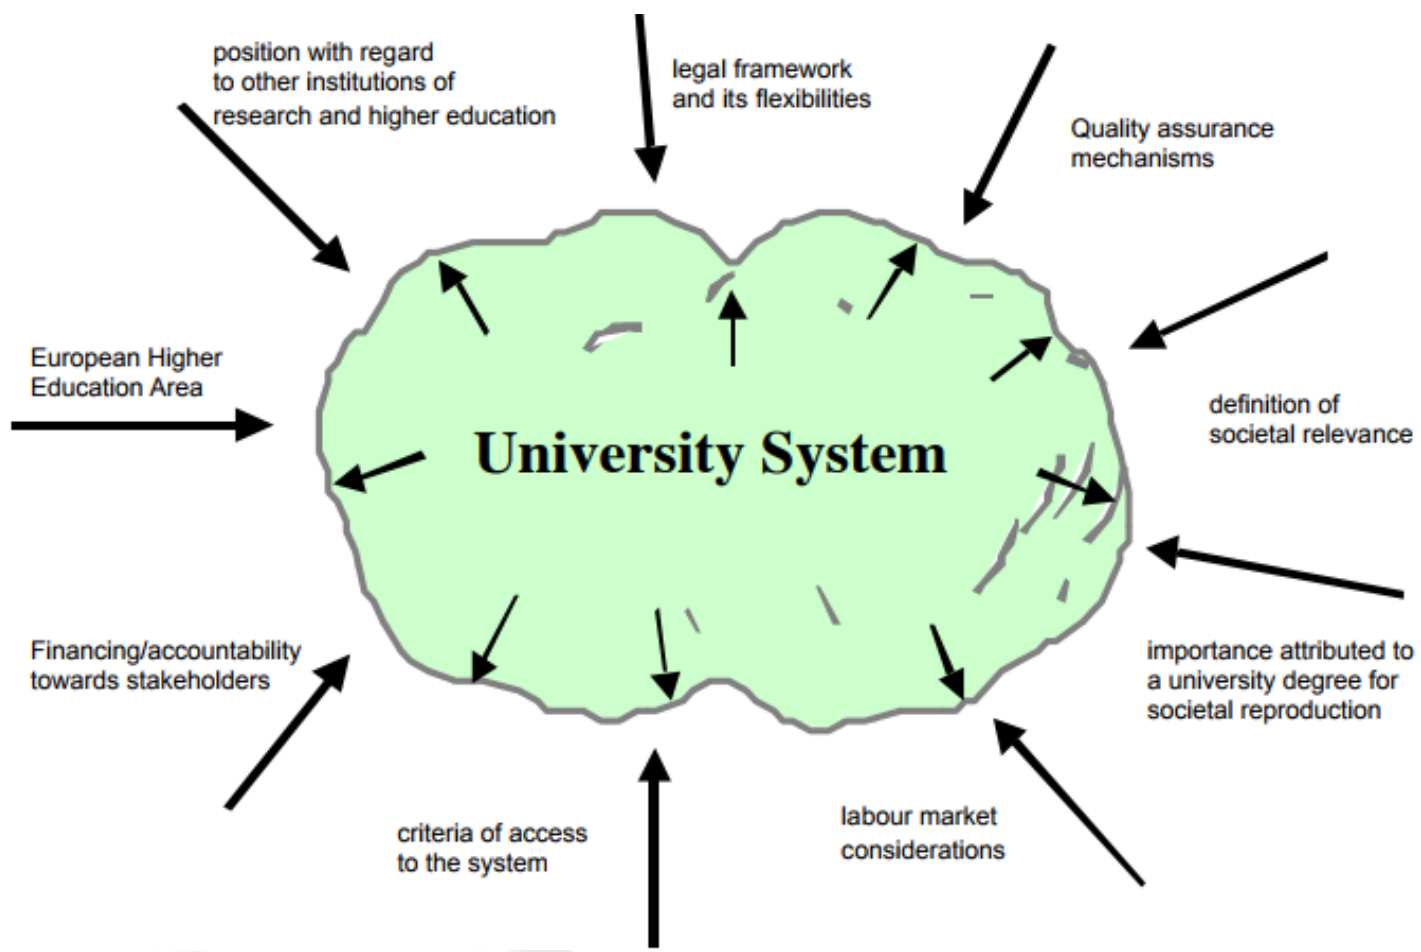 position with regard
to other institutions of
research and higher education
legal framework
and its flexibilities
Quality assurance
mechanisms
European Higher
Education Area
definition of
societal relevance
University System
Financing/accountability
towards stakeholders
importance attributed to
a university degree for
societal reproduction
criteria of access
to the system
labour market
considerations